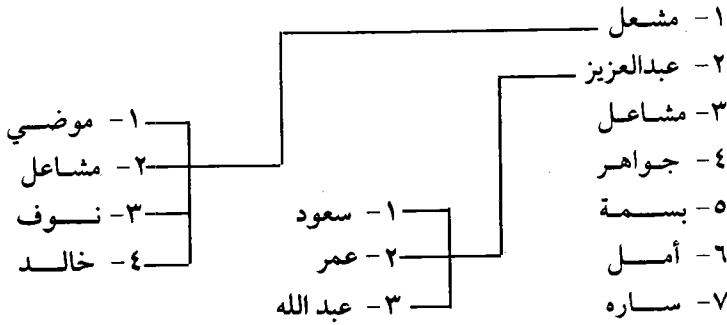 ١- مشعل
٢- عبدالعزيز
٣- مشاعل
٤- جواهر
٥- بسمة
٦- أمل
٧- ساره
١- سعود
٢- عمر
٣- عبد الله
١- موضي
٢- مشاعل
٣- نوف
٤- خالد